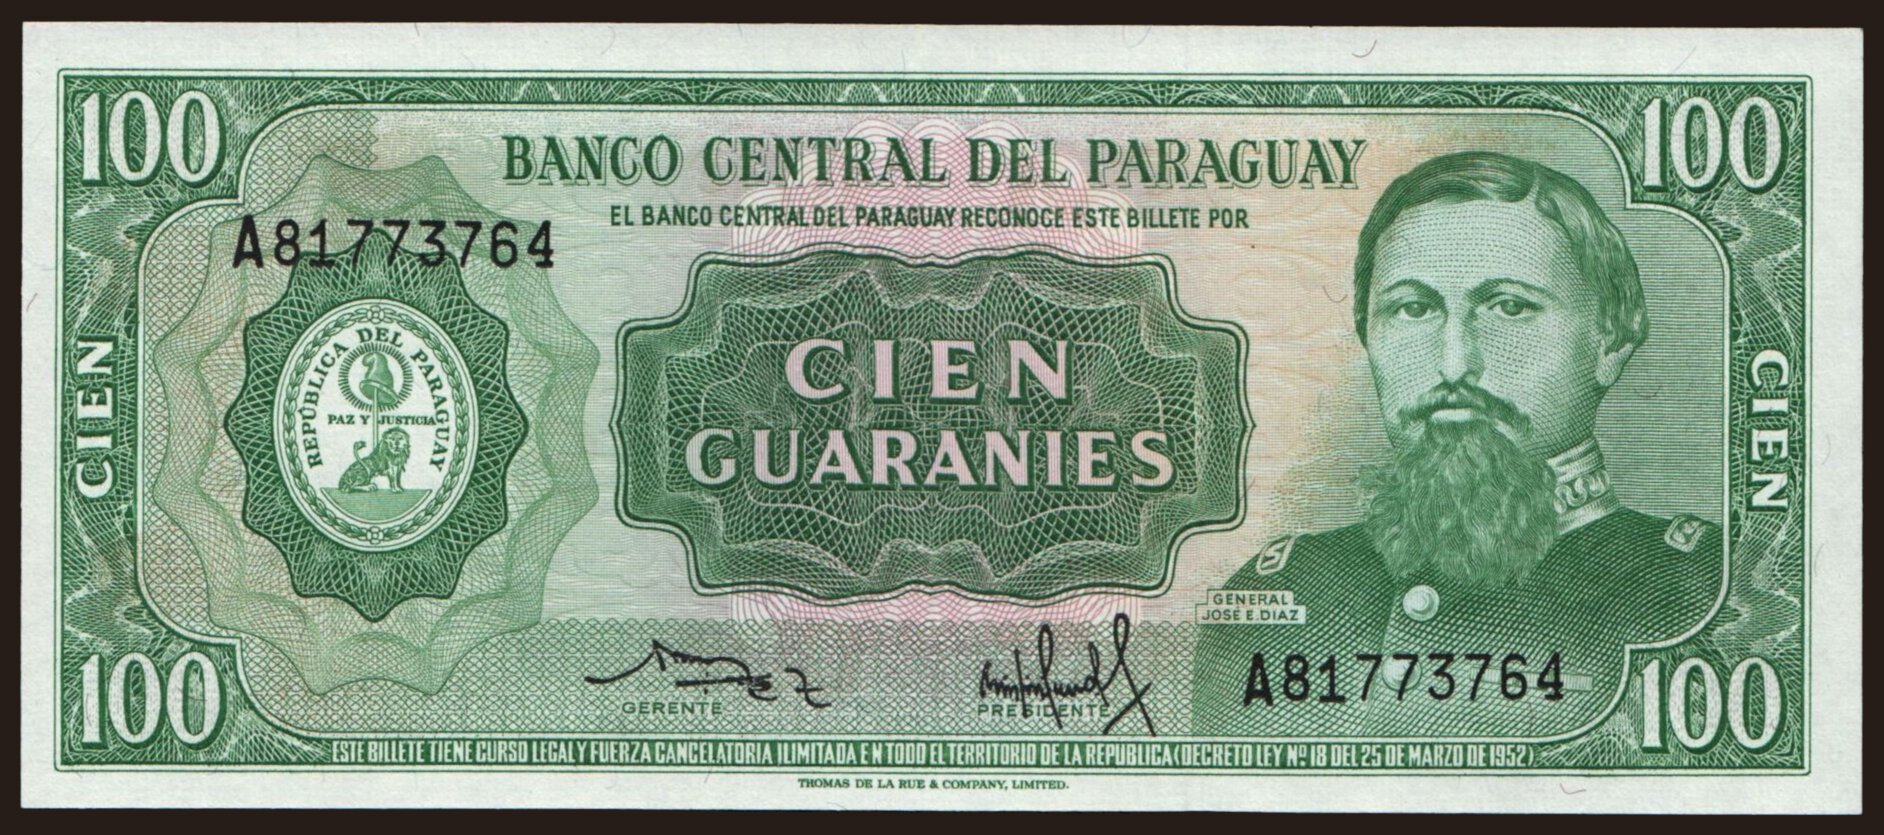 100
100
BANCO CENTRAL DEL PARAGUAY
EL BANCO CENTRAL DEL PARAGUAY RECONOCE ESTE BILLETE POR
A81773764
REPÚBLICA DEL PARAGUAY
PAZ Y JUSTICIA
CIEN
CIEN
GUARANIES
CIEN
CIEN
GENERAL
JOSÉ E. DIAZ
A81773764
GERENTE
PRESIDENTE
100
100
ESTE BILLETE TIENE CURSO LEGAL Y FUERZA CANCELATORIA ILIMITADA EN TODO EL TERRITORIO DE LA REPUBLICA (DECRETO LEY Nº 18 DEL 25 DE MARZO DE 1952)
THOMAS DE LA RUE & COMPANY, LIMITED.